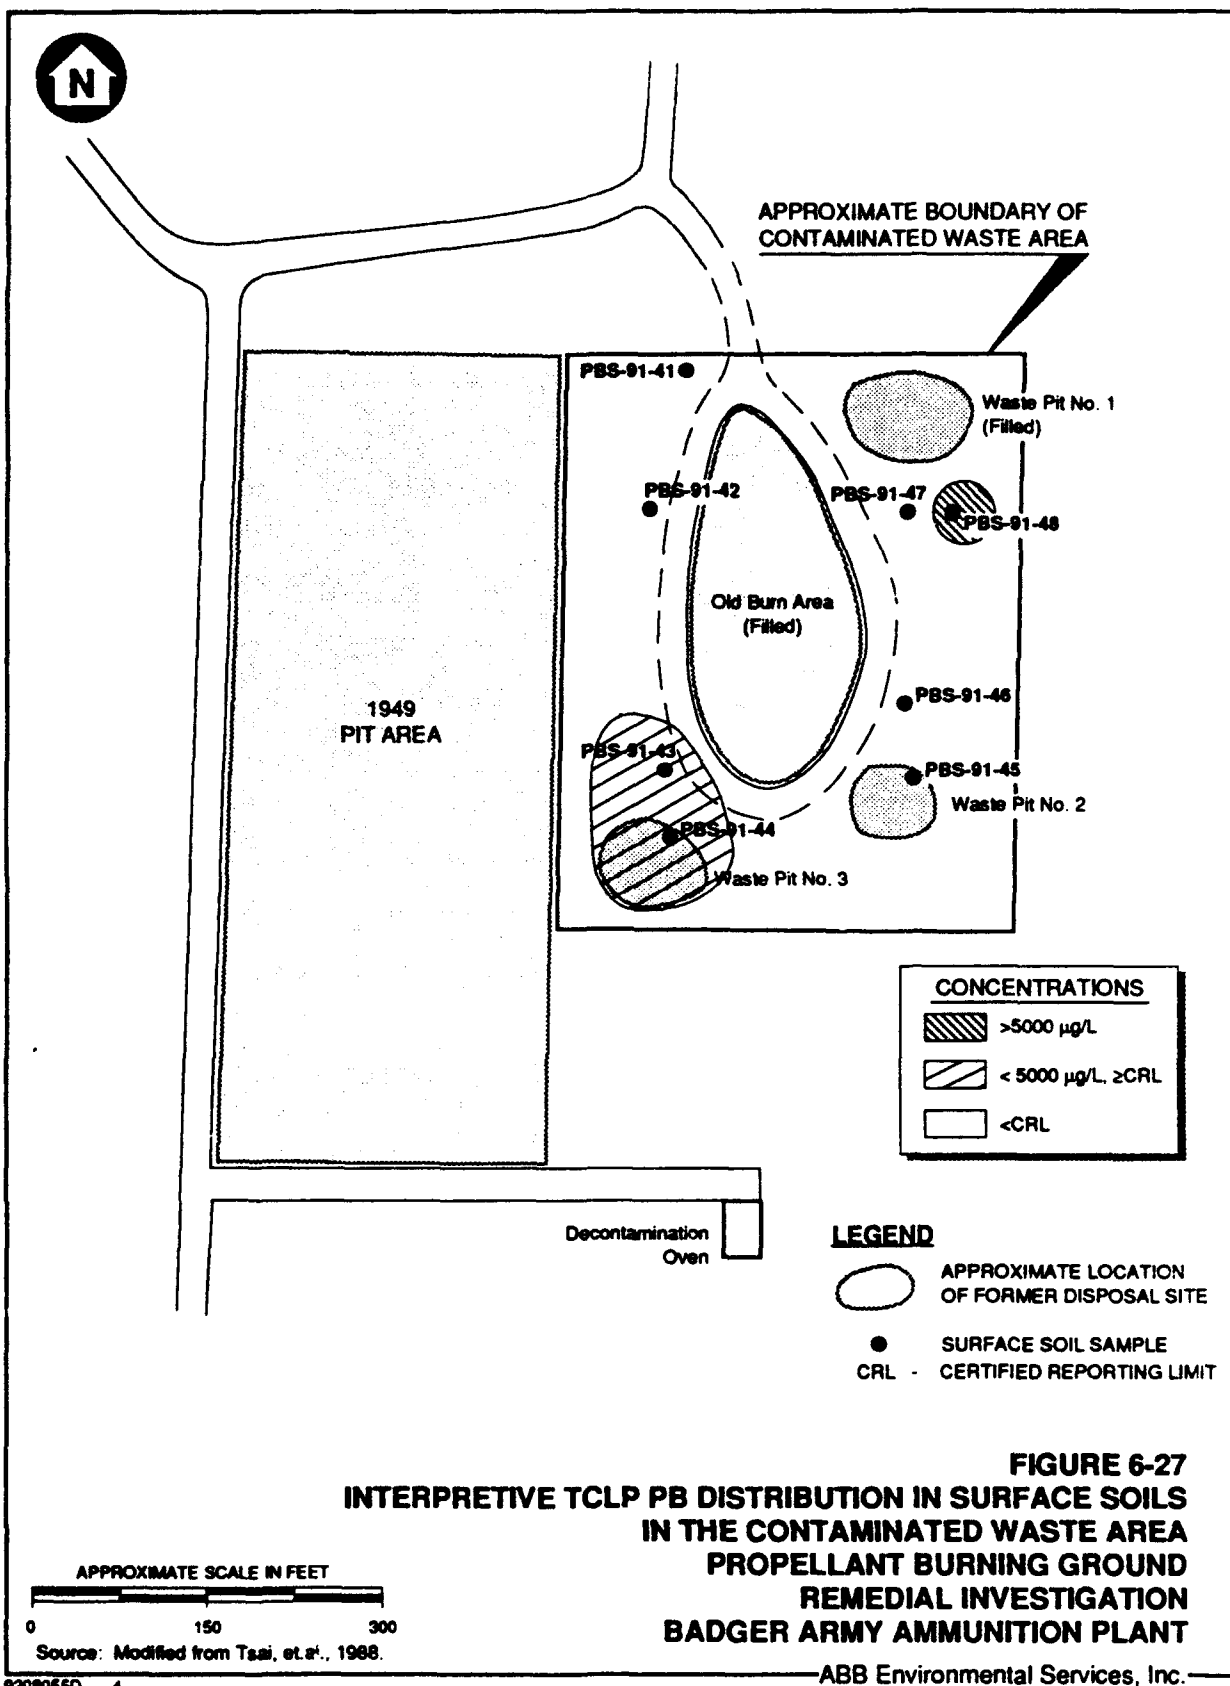 N
APPROXIMATE BOUNDARY OF
CONTAMINATED WASTE AREA
PBS-91-41
Waste Pit No. 1
(Filled)
PBS-91-42
PBS-91-47
PBS-91-48
Old Burn Area
(Filled)
PBS-91-46
1949
PIT AREA
PBS-91-43
PBS-91-45
Waste Pit No. 2
PBS-91-44
Waste Pit No. 3
CONCENTRATIONS
>5000 µg/L
< 5000 µg/L, ≥CRL
<CRL
Decontamination
Oven
LEGEND
APPROXIMATE LOCATION
OF FORMER DISPOSAL SITE
SURFACE SOIL SAMPLE
CRL - CERTIFIED REPORTING LIMIT
FIGURE 6-27
INTERPRETIVE TCLP PB DISTRIBUTION IN SURFACE SOILS
IN THE CONTAMINATED WASTE AREA
PROPELLANT BURNING GROUND
REMEDIAL INVESTIGATION
BADGER ARMY AMMUNITION PLANT
APPROXIMATE SCALE IN FEET
0 150 300
Source: Modified from Tsai, et.al., 1988.
ABB Environmental Services, Inc.